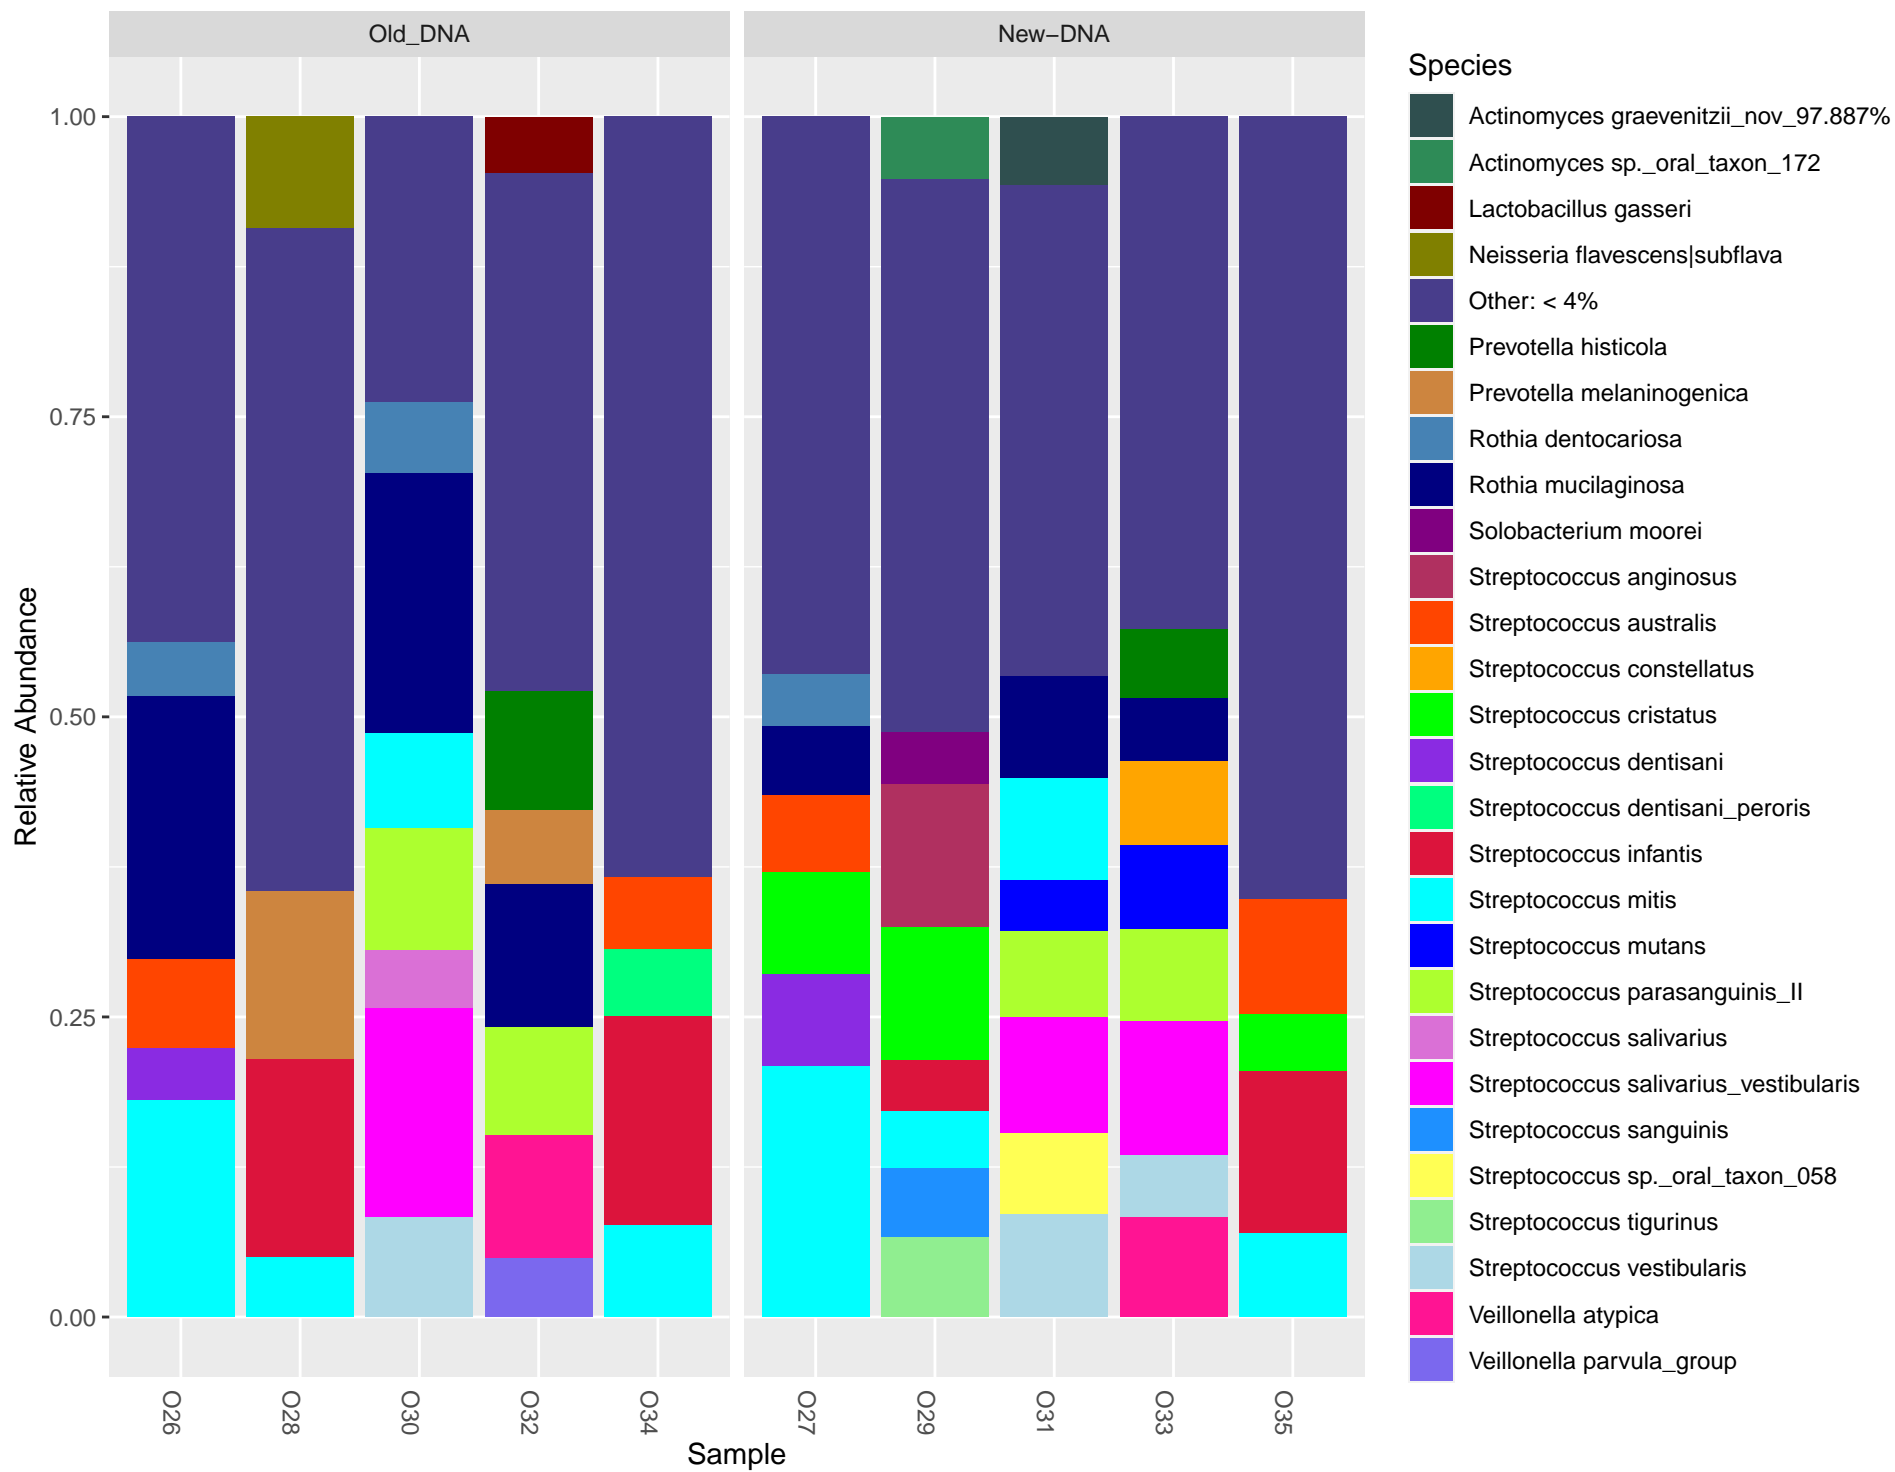 Old_DNA
New−DNA
1.00
0.75
0.50
0.25
0.00
Relative Abundance
O26
O28
O30
O32
O34
O27
O29
O31
O33
O35
Sample
Species
Actinomyces graevenitzii_nov_97.887%
Actinomyces sp._oral_taxon_172
Lactobacillus gasseri
Neisseria flavescens|subflava
Other: < 4%
Prevotella histicola
Prevotella melaninogenica
Rothia dentocariosa
Rothia mucilaginosa
Solobacterium moorei
Streptococcus anginosus
Streptococcus australis
Streptococcus constellatus
Streptococcus cristatus
Streptococcus dentisani
Streptococcus dentisani_peroris
Streptococcus infantis
Streptococcus mitis
Streptococcus mutans
Streptococcus parasanguinis_II
Streptococcus salivarius
Streptococcus salivarius_vestibularis
Streptococcus sanguinis
Streptococcus sp._oral_taxon_058
Streptococcus tigurinus
Streptococcus vestibularis
Veillonella atypica
Veillonella parvula_group